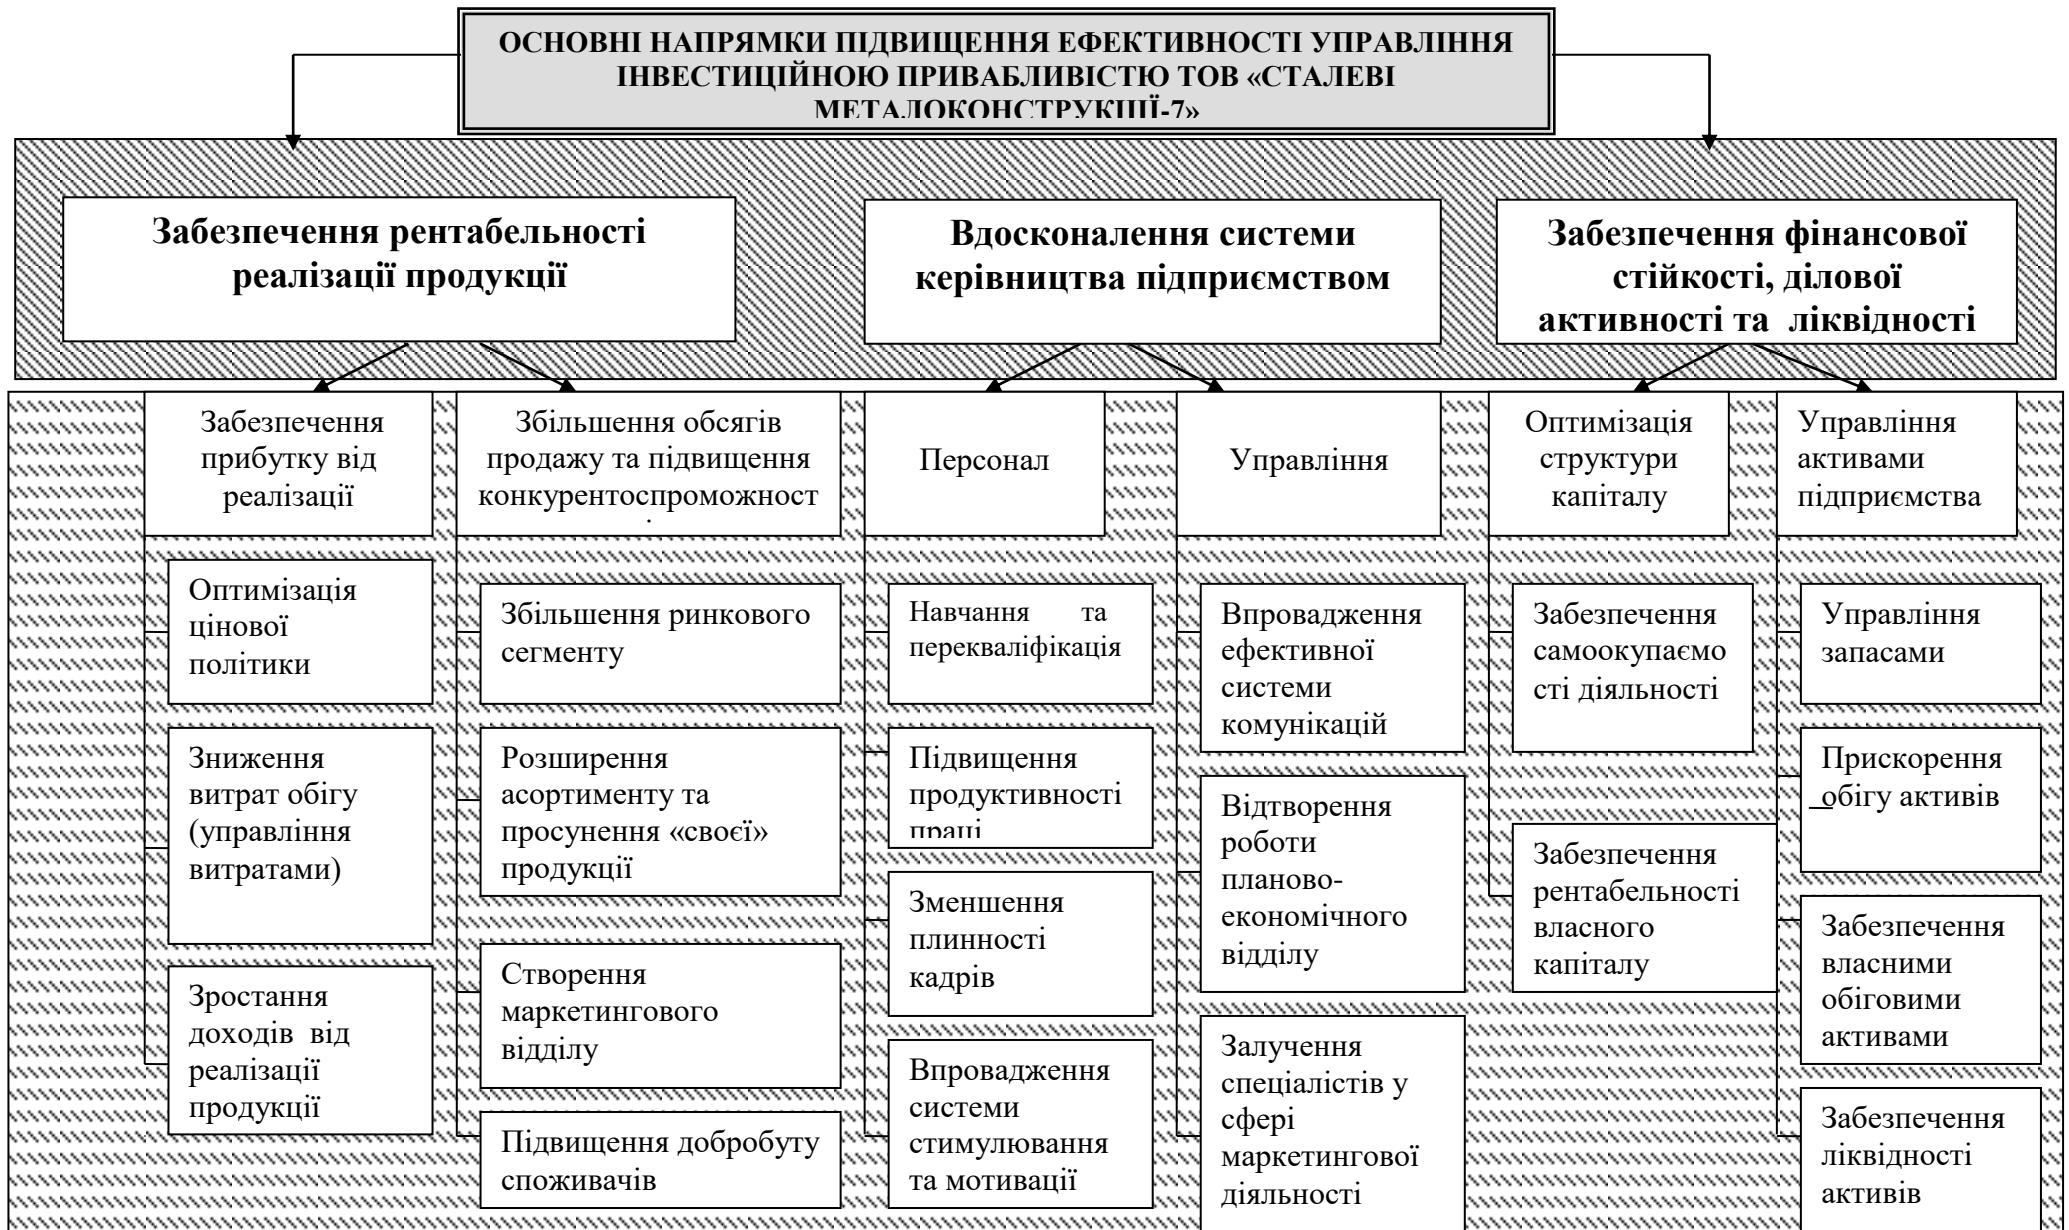 ОСНОВНІ НАПРЯМКИ ПІДВИЩЕННЯ ЕФЕКТИВНОСТІ УПРАВЛІННЯ
ІНВЕСТИЦІЙНОЮ ПРИВАБЛИВІСТЮ ТОВ «СТАЛЕВІ
МЕТАЛОКОНСТРУКЦІЇ-7»
Забезпечення рентабельності
реалізації продукції
Вдосконалення системи
керівництва підприємством
Забезпечення фінансової
стійкості, ділової
активності та ліквідності
Забезпечення
прибутку від
реалізації
Збільшення обсягів
продажу та підвищення
конкурентоспроможност
Персонал
Управління
Оптимізація
структури
капіталу
Управління
активами
підприємства
Оптимізація
цінової
політики
Зниження
витрат обігу
(управління
витратами)
Зростання
доходів від
реалізації
продукції
Збільшення ринкового
сегменту
Розширення
асортименту та
просунення «своєї»
продукції
Створення
маркетингового
відділу
Підвищення добробуту
споживачів
Навчання та
перекваліфікація
Підвищення
продуктивності
праці
Зменшення
плинності
кадрів
Впровадження
системи
стимулювання
та мотивації
Впровадження
ефективної
системи
комунікацій
Відтворення
роботи
планово-
економічного
відділу
Залучення
спеціалістів у
сфері
маркетингової
діяльності
Забезпечення
самоокупаємо
сті діяльності
Забезпечення
рентабельності
власного
капіталу
Управління
запасами
Прискорення
обігу активів
Забезпечення
власними
обіговими
активами
Забезпечення
ліквідності
активів